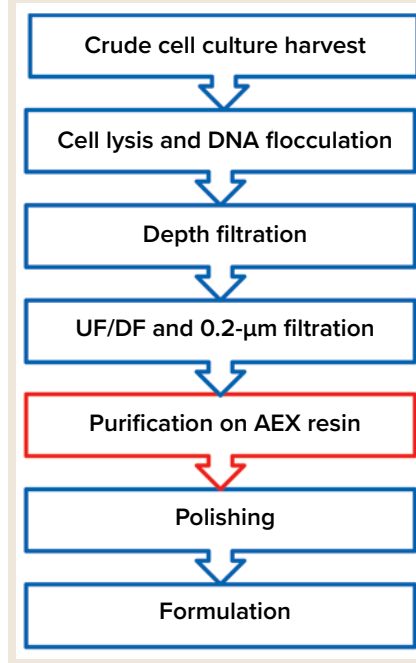 Crude cell culture harvest
Cell lysis and DNA flocculation
Depth filtration
UF/DF and 0.2-μm filtration
Purification on AEX resin
Polishing
Formulation